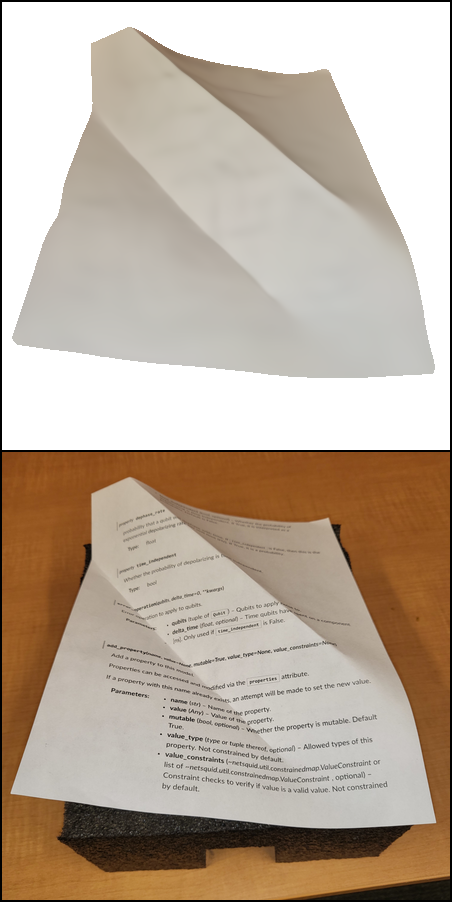 property dephase_rate
probability that a qubit
exponential depolarizing rate
Type float
property time_independent
Whether the probability of depolarizing is
Type bool
operation(qubits, delta_time=0, **kwargs)
operation to apply to qubits.
• qubits (tuple of Qubit) – Qubits to apply
• delta_time (float, optional) – Time qubits have
[ns]. Only used if time_independent is False.
add_property(name, value=None, mutable=True, value_type=None, value_constraints=None)
Add a property to this model
Properties can be accessed and modified via the properties attribute.
If a property with this name already exists, an attempt will be made to set the new value.
Parameters: • name (str) – Name of the property.
• value (Any) – Value of the property.
• mutable (bool, optional) – Whether the property is mutable. Default
True.
• value_type (type or tuple thereof, optional) – Allowed types of this
property. Not constrained by default.
• value_constraints (~netsquid.util.constrainedmap.ValueConstraint or
list of ~netsquid.util.constrainedmap.ValueConstraint , optional) –
Constraint checks to verify if value is a valid value. Not constrained
by default.